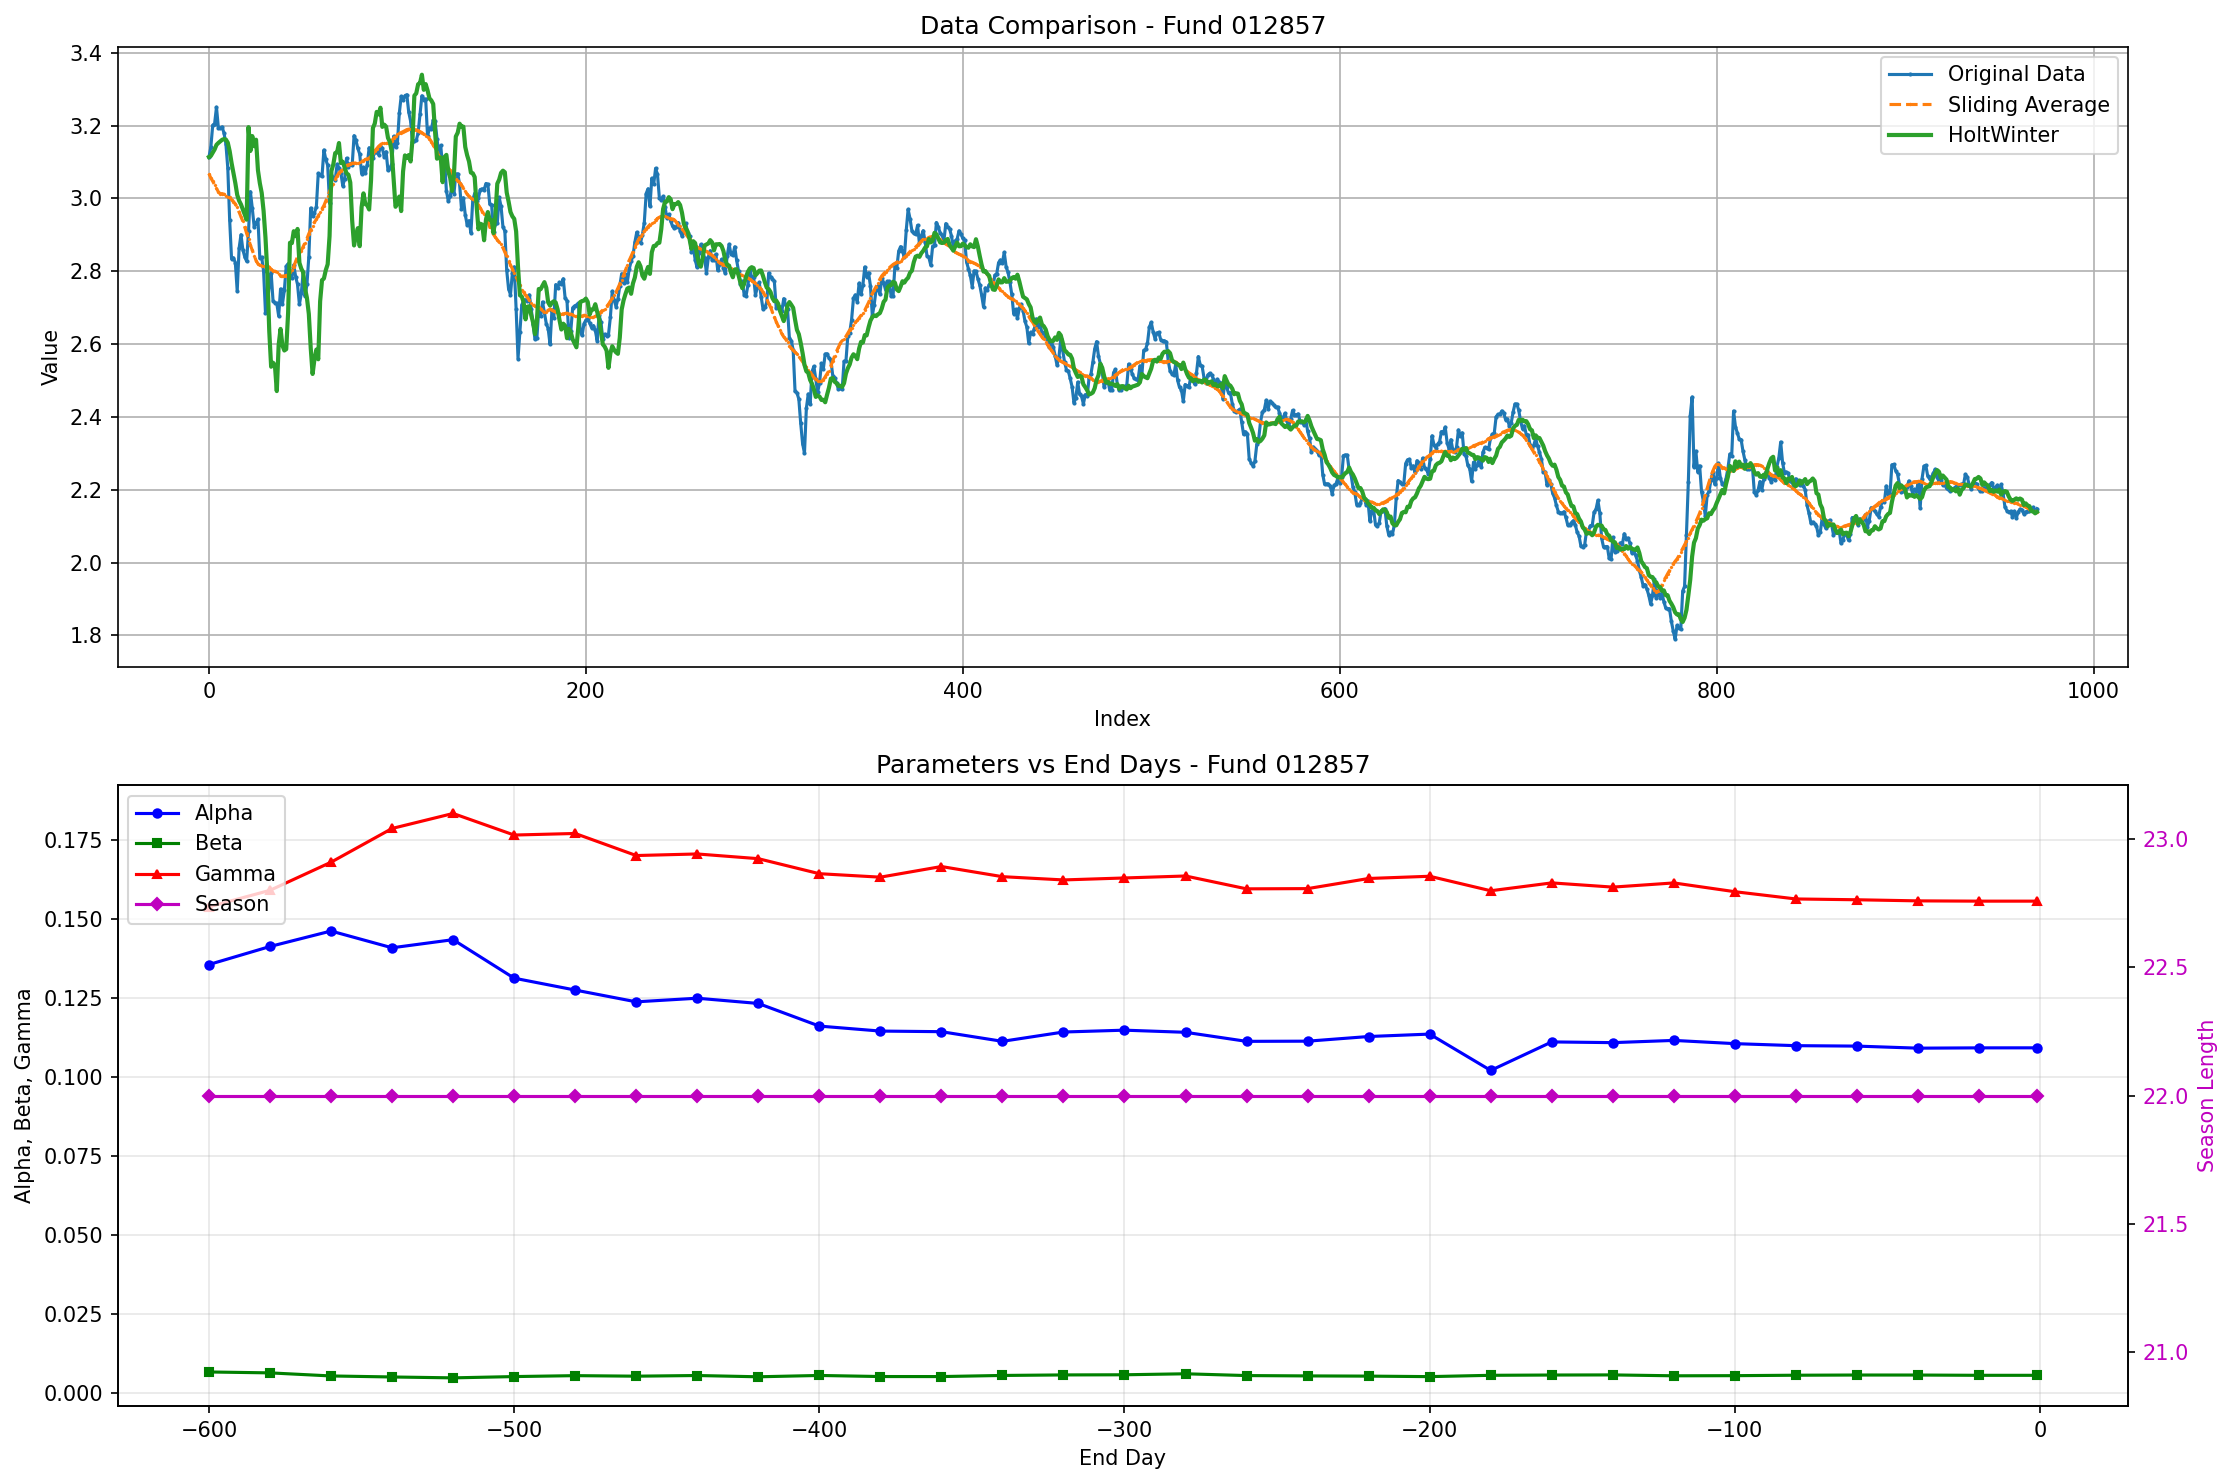 Data Comparison - Fund 012857
Original Data
Sliding Average
HoltWinter
3.4
3.2
3.0
2.8
2.6
2.4
2.2
2.0
1.8
Value
0 200 400 600 800 1000
Index
Parameters vs End Days - Fund 012857
Alpha
Beta
Gamma
Season
0.175
0.150
0.125
0.100
0.075
0.050
0.025
0.000
Alpha, Beta, Gamma
23.0
22.5
22.0
21.5
21.0
Season Length
−600 −500 −400 −300 −200 −100 0
End Day